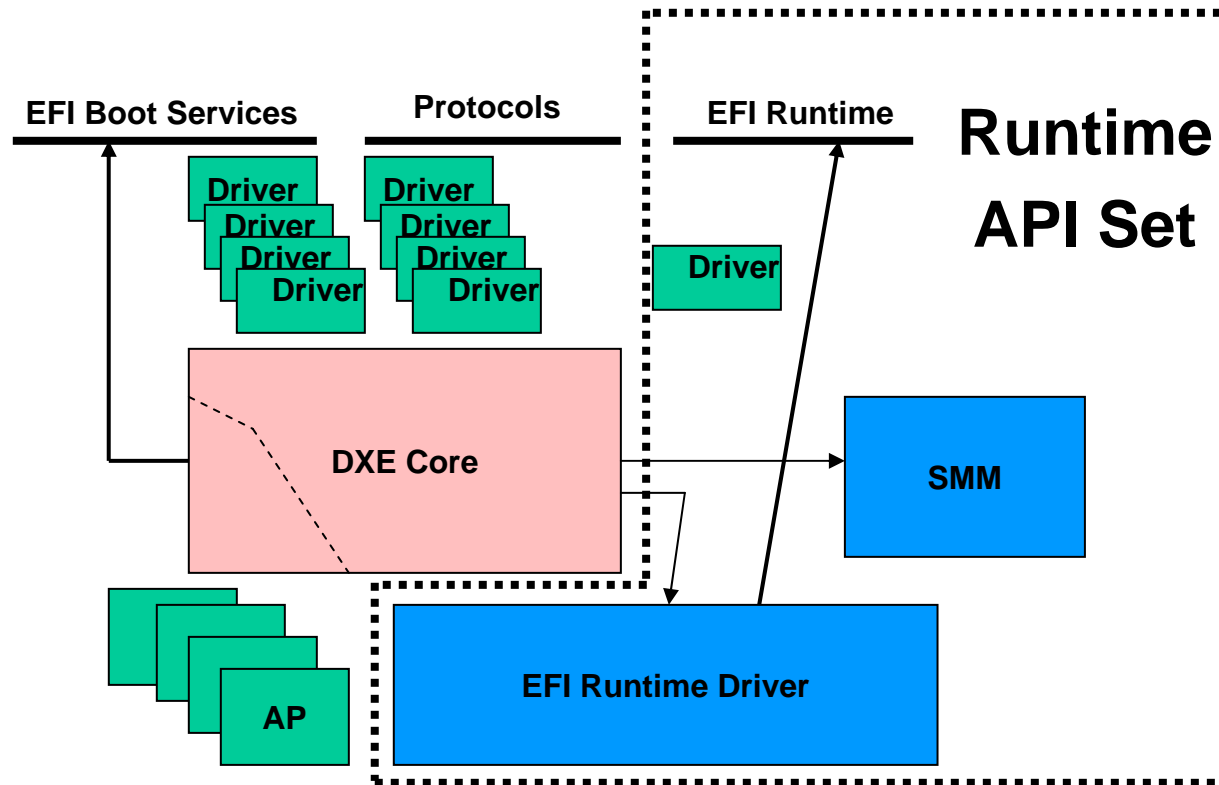 EFI Boot Services
Protocols
EFI Runtime
Runtime
API Set
Driver
Driver
Driver
Driver
Driver
Driver
Driver
Driver
Driver
DXE Core
SMM
EFI Runtime Driver
AP